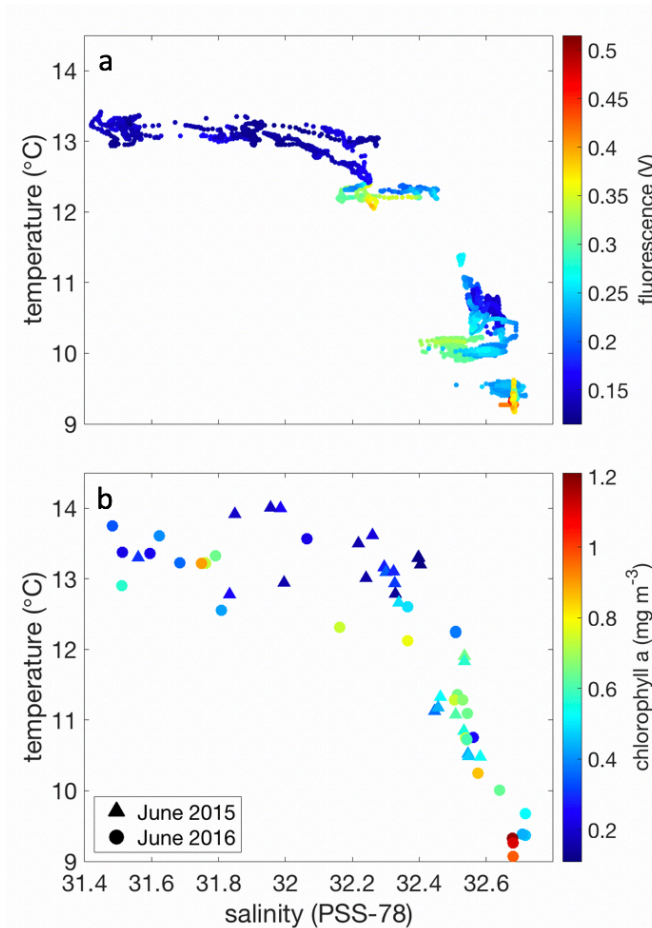 a
14
13
12
11
10
9
temperature (°C)
0.5
0.45
0.4
0.35
0.3
0.25
0.2
0.15
fluorescence (V)
b
14
13
12
11
10
9
temperature (°C)
June 2015
June 2016
31.4 31.6 31.8 32 32.2 32.4 32.6
salinity (PSS-78)
1.2
1
0.8
0.6
0.4
0.2
chlorophyll a (mg m⁻³)